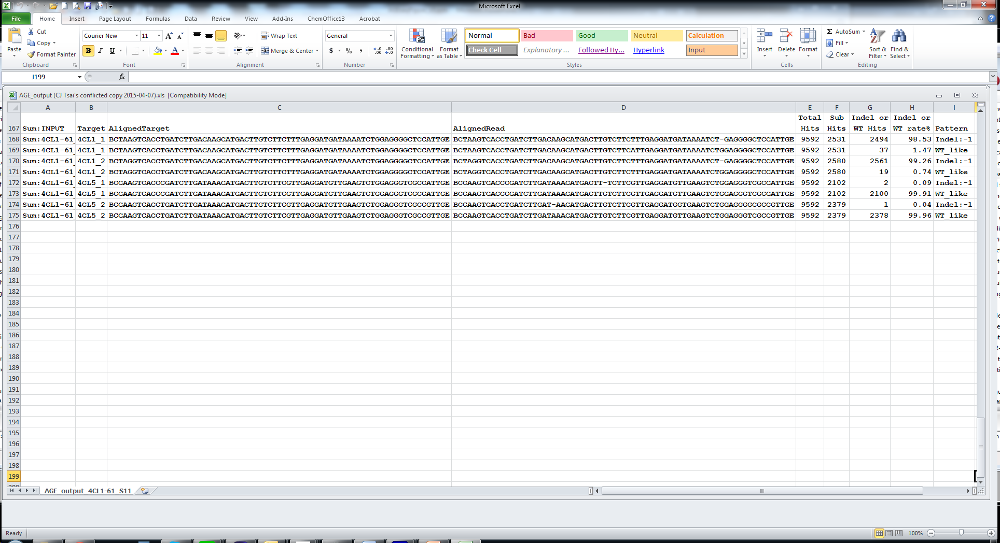 Microsoft Excel
File Home Insert Page Layout Formulas Data Review View Add-Ins ChemOffice13 Acrobat
Paste
Cut
Copy
Format Painter
Clipboard
Courier New 11
B I U
Font
Wrap Text
Merge & Center
Alignment
General
$ % ,
Number
Conditional Formatting
Format as Table
Normal Bad Good Neutral Calculation
Check Cell Explanatory ... Followed Hy... Hyperlink Input
Styles
Insert Delete Format
Cells
Σ AutoSum
Fill
Clear
Sort & Filter
Find & Select
Editing
J199 fx
AGE_output (CJ Tsai's conflicted copy 2015-04-07).xls [Compatibility Mode]
A B C D E F G H I
167 Sum:INPUT Target AlignedTarget AlignedRead Total Hits Sub Hits Indel or WT Hits Indel or WT rate% Pattern
168 Sum:4CL1-61_ 4CL1_1 BCTAAGTCACCTGATCTTGACAAGCATGACTTGTCTTCTTTGAGGATGATAAAATCTGGAGGGGCTCCATTGE BCTAAGTCACCTGATCTTGACAAGCATGACTTGTCTTCTTTGAGGATGATAAAATCT-GAGGGGCTCCATTGE 9592 2531 2494 98.53 Indel:-1
169 Sum:4CL1-61_ 4CL1_1 BCTAAGTCACCTGATCTTGACAAGCATGACTTGTCTTCTTTGAGGATGATAAAATCTGGAGGGGCTCCATTGE BCTAAGTCACCTGATCTTGACAAGCATGACTTGTCTTCATTGAGGATGATAAAATCTGGAGGGGCTCCATTGE 9592 2531 37 1.47 WT_like
170 Sum:4CL1-61_ 4CL1_2 BCTAGGTCACCTGATCTTGACAAGCATGACTTGTCTTCTTTGAGGATGATAAAATCTGGAGGGGCTCCATTGE BCTAGGTCACCTGATCTTGACAAGCATGACTTGTCTTCTTTGAGGATGATAAAATCT-GAGGGGCTCCATTGE 9592 2580 2561 99.26 Indel:-1
171 Sum:4CL1-61_ 4CL1_2 BCTAGGTCACCTGATCTTGACAAGCATGACTTGTCTTCTTTGAGGATGATAAAATCTGGAGGGGCTCCATTGE BCTAGGTCACCTGATCTTGACAAGCATGACTTGTCTTCTTTGAGGATGATAAAATCTGGAGGGGCTCCATTGE 9592 2580 19 0.74 WT_like
172 Sum:4CL1-61_ 4CL5_1 BCCAAGTCACCCGATCTTGATAAACATGACTTGTCTTCGTTGAGGATGTTGAAGTCTGGAGGGTCGCCATTGE BCCAAGTCACCCGATCTTGATAAACATGACTT-TCTTCGTTGAGGATGTTGAAGTCTGGAGGGTCGCCATTGE 9592 2102 2 0.09 Indel:-1
173 Sum:4CL1-61_ 4CL5_1 BCCAAGTCACCCGATCTTGATAAACATGACTTGTCTTCGTTGAGGATGTTGAAGTCTGGAGGGTCGCCATTGE BCCAAGTCACCCGATCTTGATAAACATGACTTGTCTTCGTTGAGGATGTTGAAGTCTGGAGGGTCGCCATTGE 9592 2102 2100 99.91 WT_like
174 Sum:4CL1-61_ 4CL5_2 BCCAAGTCACCTGATCTTGATAAACATGACTTGTCTTCGTTGAGGATGTTGAAGTCTGGAGGGTCGCCGTTGE BCCAAGTCACCTGATCTTGAT-AACATGACTTGTCTTCGTTGAGGATGGTGAAGTCTGGAGGGGCGCCGTTGE 9592 2379 1 0.04 Indel:-1
175 Sum:4CL1-61_ 4CL5_2 BCCAAGTCACCTGATCTTGATAAACATGACTTGTCTTCGTTGAGGATGTTGAAGTCTGGAGGGTCGCCGTTGE BCCAAGTCACCTGATCTTGATAAACATGACTTGTCTTCGTTGAGGATGTTGAAGTCTGGAGGGTCGCCGTTGE 9592 2379 2378 99.96 WT_like
176
177
178
179
180
181
182
183
184
185
186
187
188
189
190
191
192
193
194
195
196
197
198
199
AGE_output_4CL1-61_S11
Ready 100%